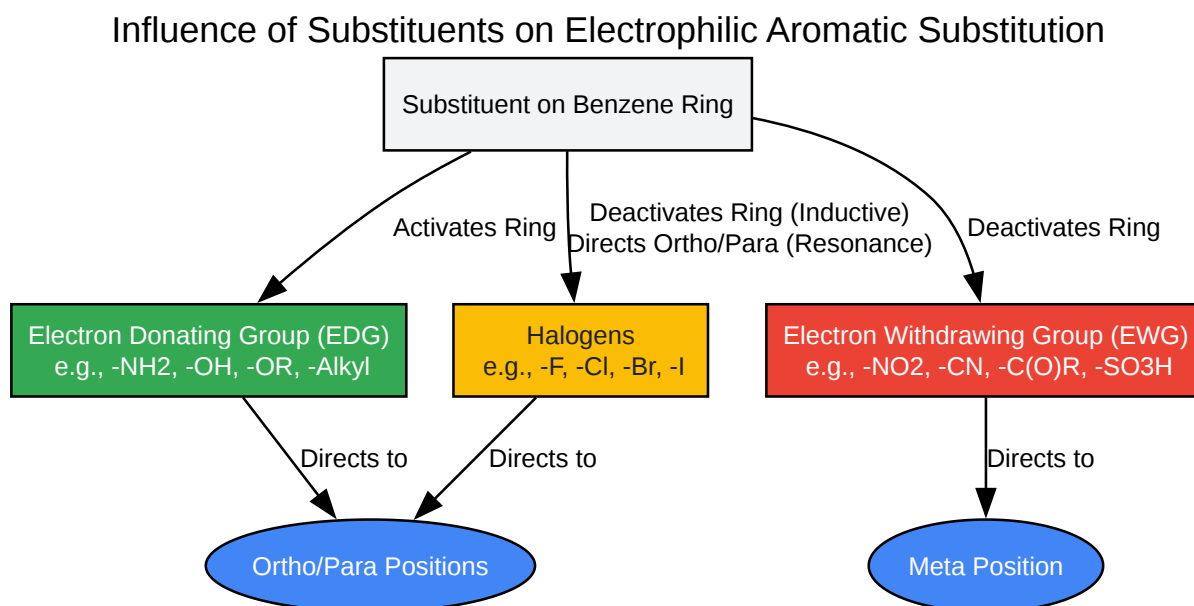 Influence of Substituents on Electrophilic Aromatic Substitution
Substituent on Benzene Ring
Activates Ring
Deactivates Ring (Inductive)
Directs Ortho/Para (Resonance)
Deactivates Ring
Electron Donating Group (EDG)
e.g., -NH2, -OH, -OR, -Alkyl
Halogens
e.g., -F, -Cl, -Br, -I
Electron Withdrawing Group (EWG)
e.g., -NO2, -CN, -C(O)R, -SO3H
Directs to
Directs to
Directs to
Ortho/Para Positions
Meta Position